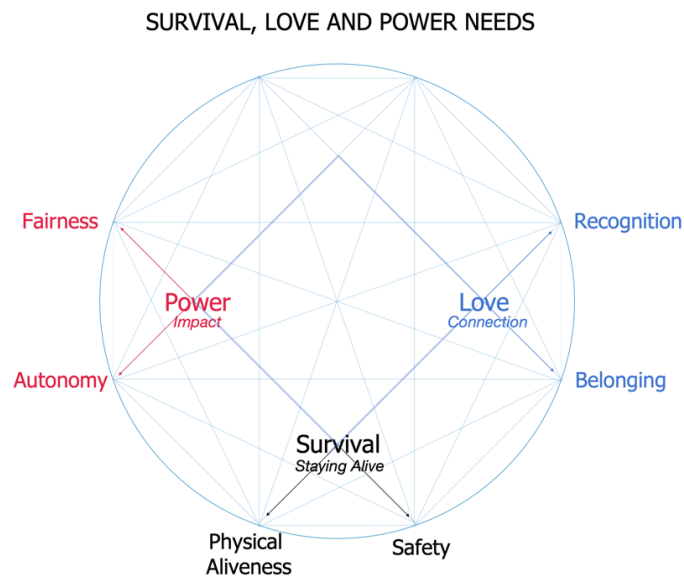 SURVIVAL, LOVE AND POWER NEEDS
Fairness
Recognition
Power
Impact
Love
Connection
Autonomy
Belonging
Survival
Staying Alive
Physical
Aliveness
Safety